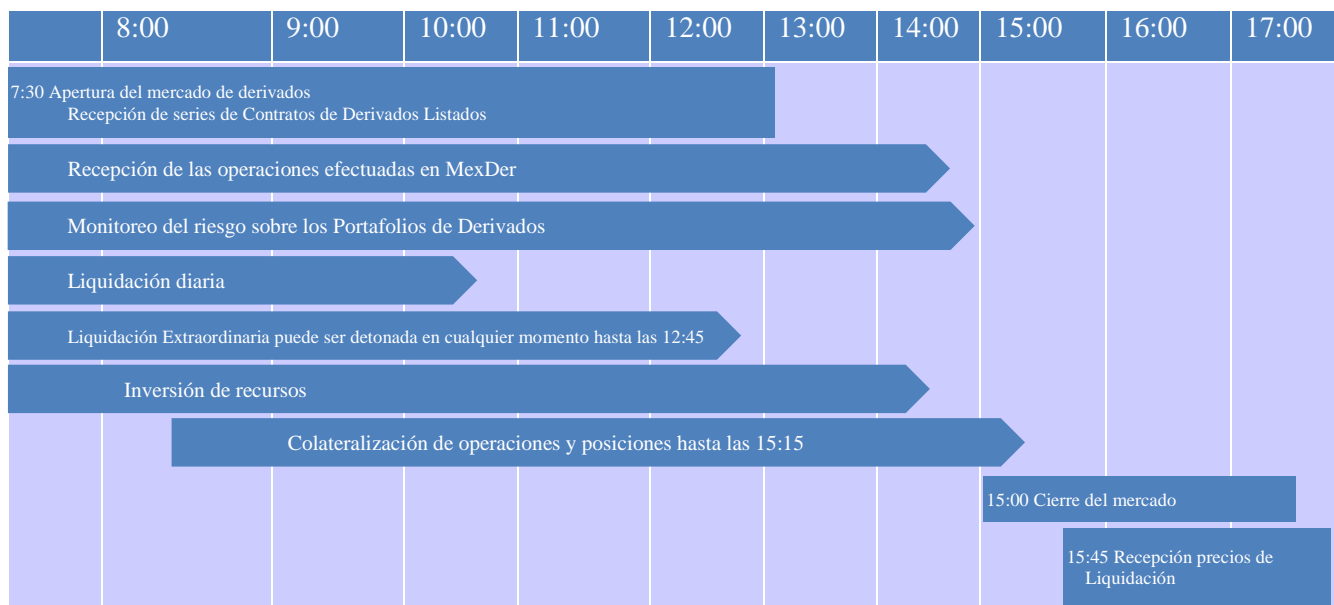 8:00 9:00 10:00 11:00 12:00 13:00 14:00 15:00 16:00 17:00
7:30 Apertura del mercado de derivados
Recepción de series de Contratos de Derivados Listados
Recepción de las operaciones efectuadas en MexDer
Monitoreo del riesgo sobre los Portafolios de Derivados
Liquidación diaria
Liquidación Extraordinaria puede ser detonada en cualquier momento hasta las 12:45
Inversión de recursos
Colateralización de operaciones y posiciones hasta las 15:15
15:00 Cierre del mercado
15:45 Recepción precios de
Liquidación